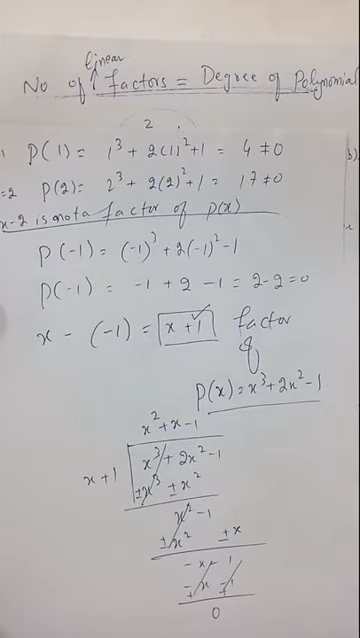 Linear
No of ↑ Factors = Degree of Polynomial
2
P(1) = 1³ + 2(1)²+1 = 4 ≠0
b)
=2 P(2) = 2³ + 2(2)²+1 = 17 ≠0
x-2 is not a factor of P(x)
P(-1) = (-1)³ + 2(-1)² -1
P(-1) = -1 + 2 -1 = 2-2=0
x - (-1) = x+1 factor
of
P(x) = x³+2x²-1
x²+x-1
x+1 x³+2x²-1
±x³ ±x²
x²-1
±x² ±x
-x-1
-x-1
0